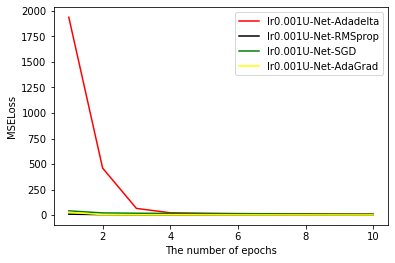 2000
1750
1500
1250
1000
750
500
250
0
MSELoss
lr0.001U-Net-Adadelta
lr0.001U-Net-RMSprop
lr0.001U-Net-SGD
lr0.001U-Net-AdaGrad
2
4
6
8
10
The number of epochs